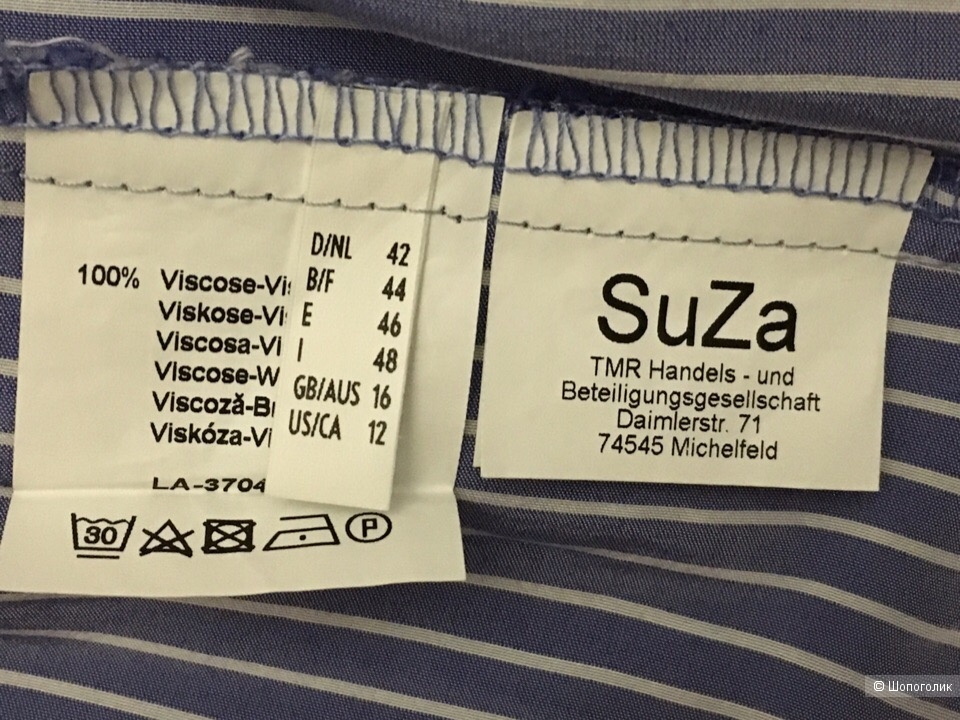 100% Viscose-Vi
Viskose-Vi
Viscosa-Vi
Viscose-W
Viscoză-B
Viskóza-Vi
LA-3704
30
P
D/NL 42
B/F 44
E 46
I 48
GB/AUS 16
US/CA 12
SuZa
TMR Handels - und
Beteiligungsgesellschaft
Daimlerstr. 71
74545 Michelfeld
© Шопоголик